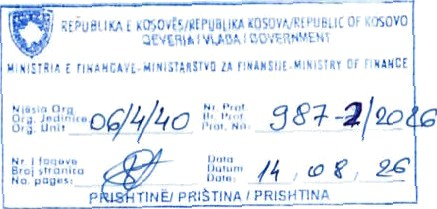 REPUBLIKA E KOSOVËS/REPUBLIKA KOSOVA/REPUBLIC OF KOSOVO
QEVERIA / VLADA / GOVERNMENT
MINISTRIA E FINANCAVE-MINISTARSTVO ZA FINANSIJE-MINISTRY OF FINANCE
Njësia Org.
Org. Jedinica
Org. Unit
06/4/40
Nr. Prot.
Br. Prot.
Prot. No.
987-2/2026
Nr. i faqeve
Broj stranica
No. pages:
Data
Datum
Date:
14, 08, 26
PRISHTINË/ PRIŠTINA / PRISHTINA